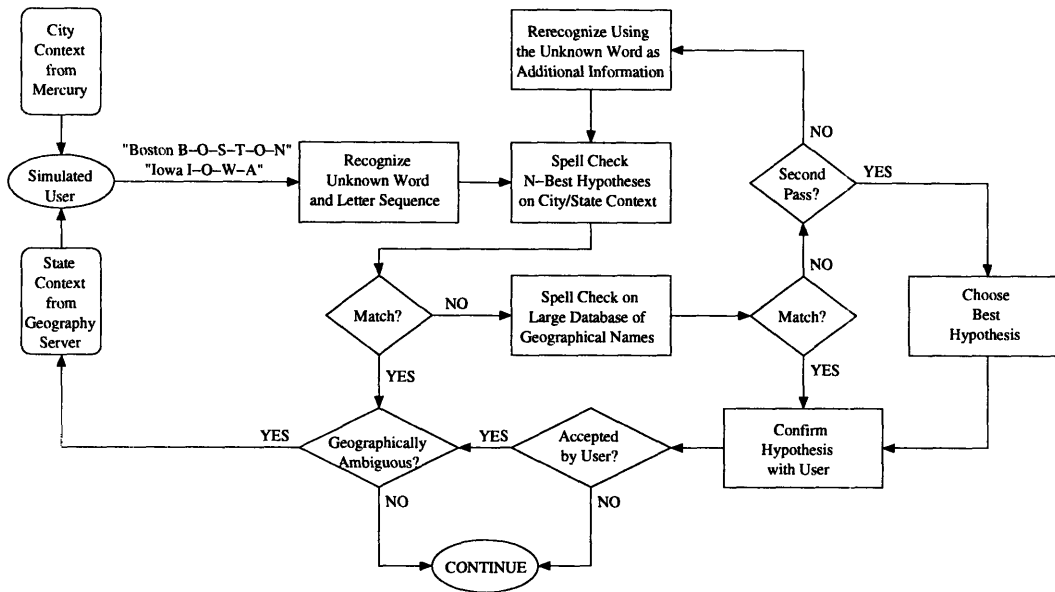 City
Context
from
Mercury
Rerecognize Using
the Unknown Word as
Additional Information
NO
"Boston B–O–S–T–O–N"
"Iowa I–O–W–A"
Simulated
User
Recognize
Unknown Word
and Letter Sequence
Spell Check
N–Best Hypotheses
on City/State Context
Second
Pass?
YES
State
Context
from
Geography
Server
NO
Match?
NO
Spell Check on
Large Database of
Geographical Names
Match?
Choose
Best
Hypothesis
YES
YES
YES
Geographically
Ambiguous?
YES
Accepted
by User?
Confirm
Hypothesis
with User
NO
NO
CONTINUE